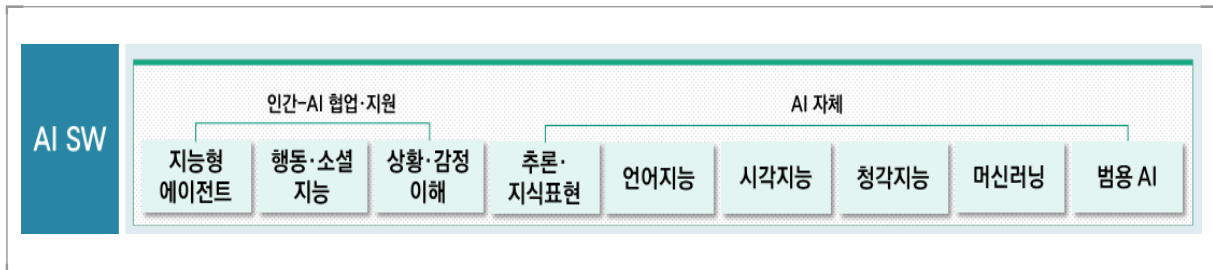 AI SW
인간-AI 협업·지원
AI 자체
지능형
에이전트
행동·소셜
지능
상황·감정
이해
추론·
지식표현
언어지능
시각지능
청각지능
머신러닝
범용 AI